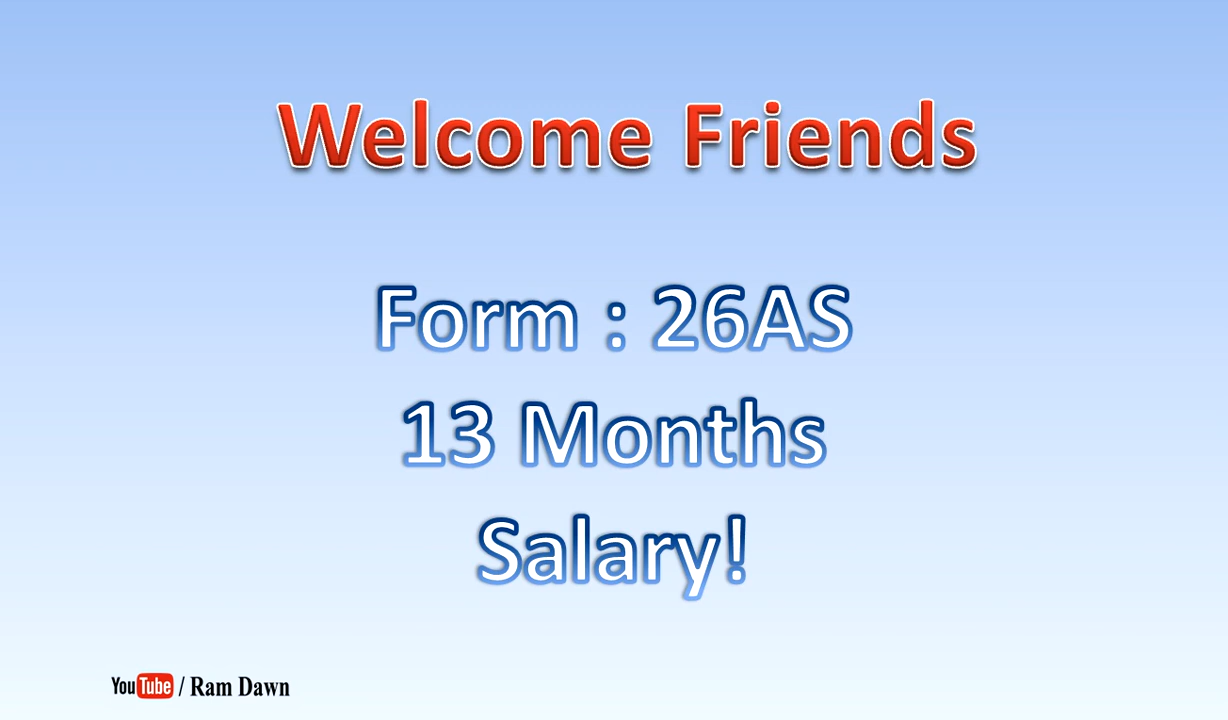 Welcome Friends
Form : 26AS
13 Months
Salary!
YouTube / Ram Dawn